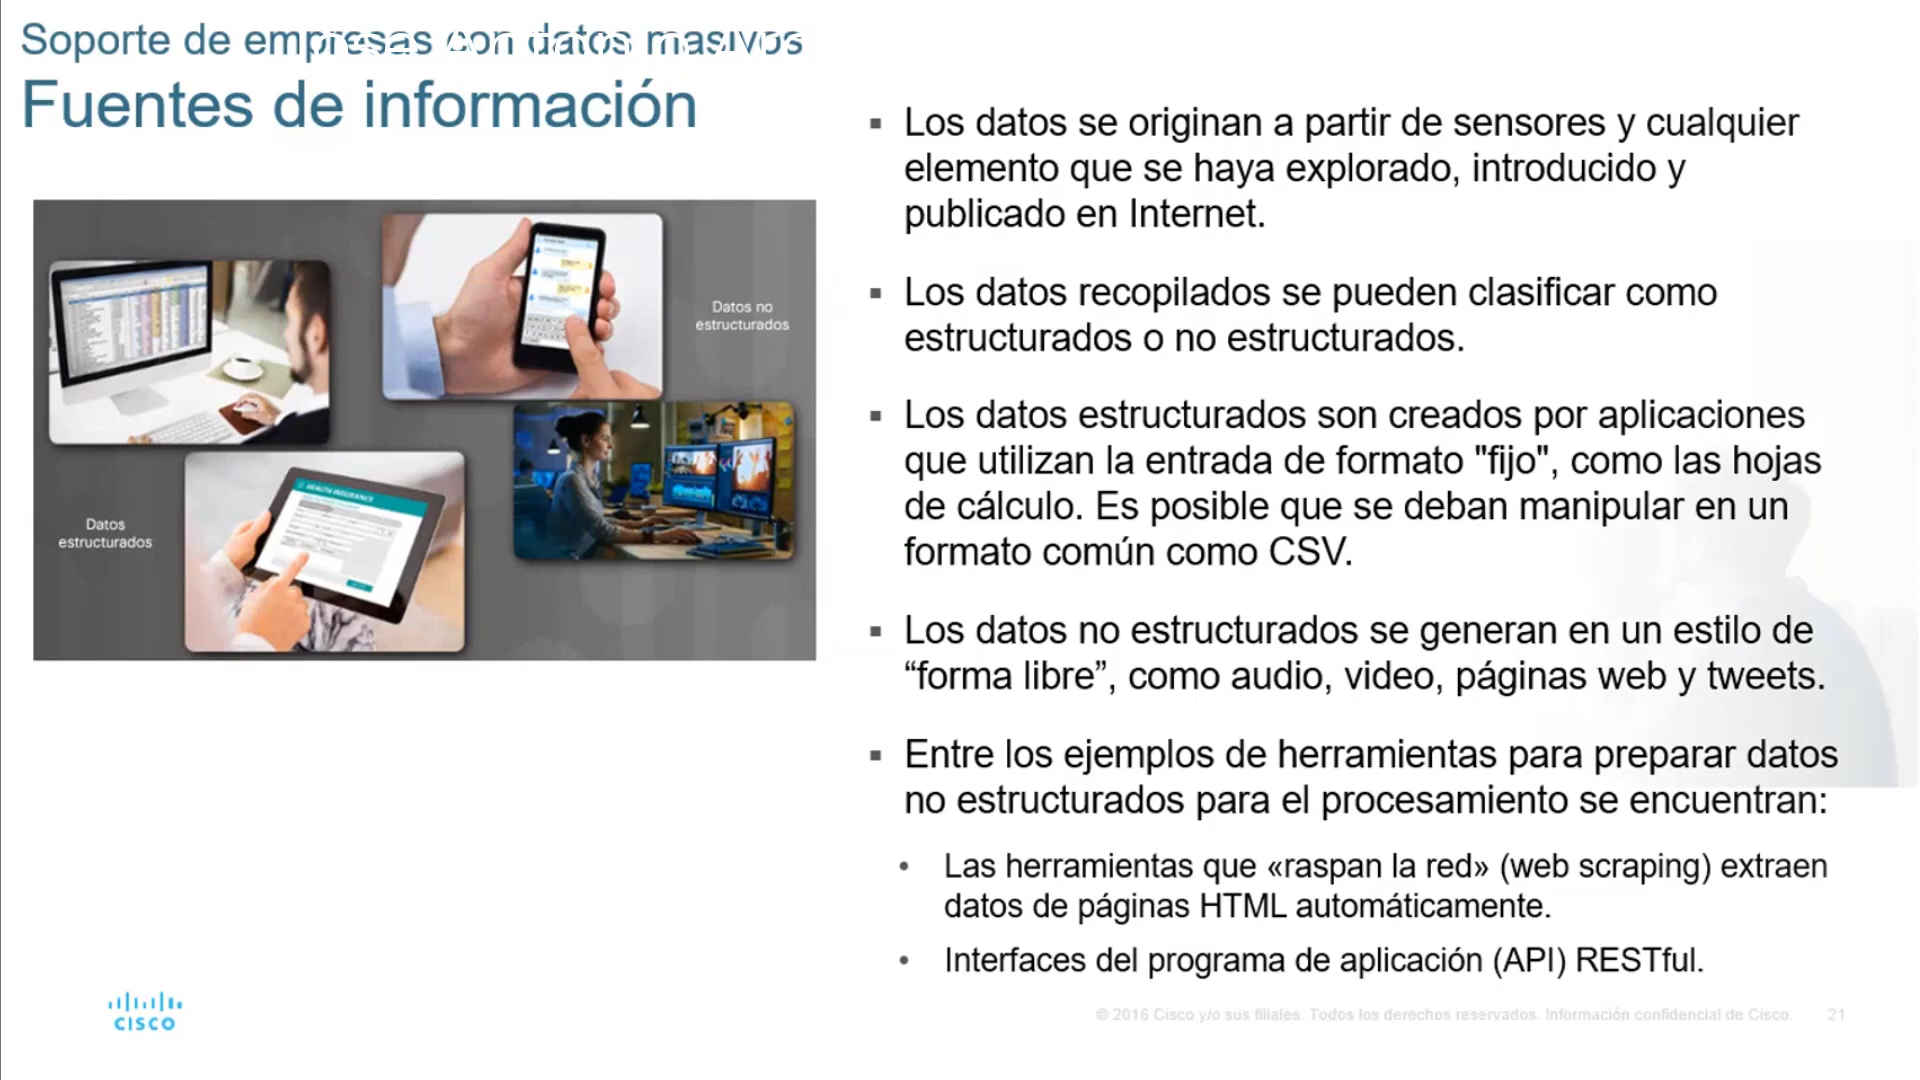 Soporte de empresas con datos masivos
Fuentes de información
Datos no
estructurados
HEALTH INSURANCE
Datos
estructurados
Los datos se originan a partir de sensores y cualquier
elemento que se haya explorado, introducido y
publicado en Internet.
Los datos recopilados se pueden clasificar como
estructurados o no estructurados.
Los datos estructurados son creados por aplicaciones
que utilizan la entrada de formato "fijo", como las hojas
de cálculo. Es posible que se deban manipular en un
formato común como CSV.
Los datos no estructurados se generan en un estilo de
“forma libre”, como audio, video, páginas web y tweets.
Entre los ejemplos de herramientas para preparar datos
no estructurados para el procesamiento se encuentran:
Las herramientas que «raspan la red» (web scraping) extraen
datos de páginas HTML automáticamente.
Interfaces del programa de aplicación (API) RESTful.
CISCO
© 2016 Cisco y/o sus filiales. Todos los derechos reservados. Información confidencial de Cisco. 21